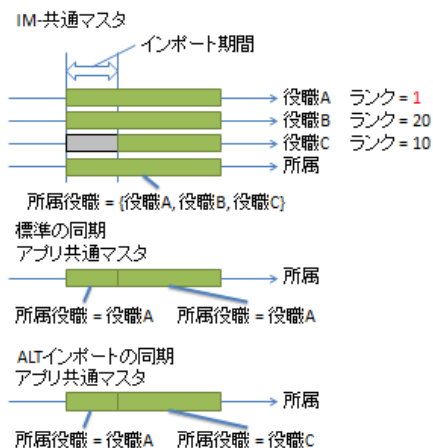 IM-共通マスタ
インポート期間
役職A ランク = 1
役職B ランク = 20
役職C ランク = 10
所属
所属役職 = {役職A, 役職B, 役職C}
標準の同期
アプリ共通マスタ
所属
所属役職 = 役職A 所属役職 = 役職A
ALTインポートの同期
アプリ共通マスタ
所属
所属役職 = 役職A 所属役職 = 役職C